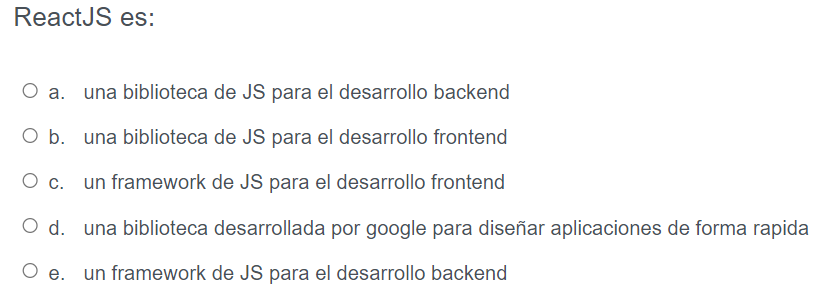 ReactJS es:
a. una biblioteca de JS para el desarrollo backend
b. una biblioteca de JS para el desarrollo frontend
c. un framework de JS para el desarrollo frontend
d. una biblioteca desarrollada por google para diseñar aplicaciones de forma rapida
e. un framework de JS para el desarrollo backend